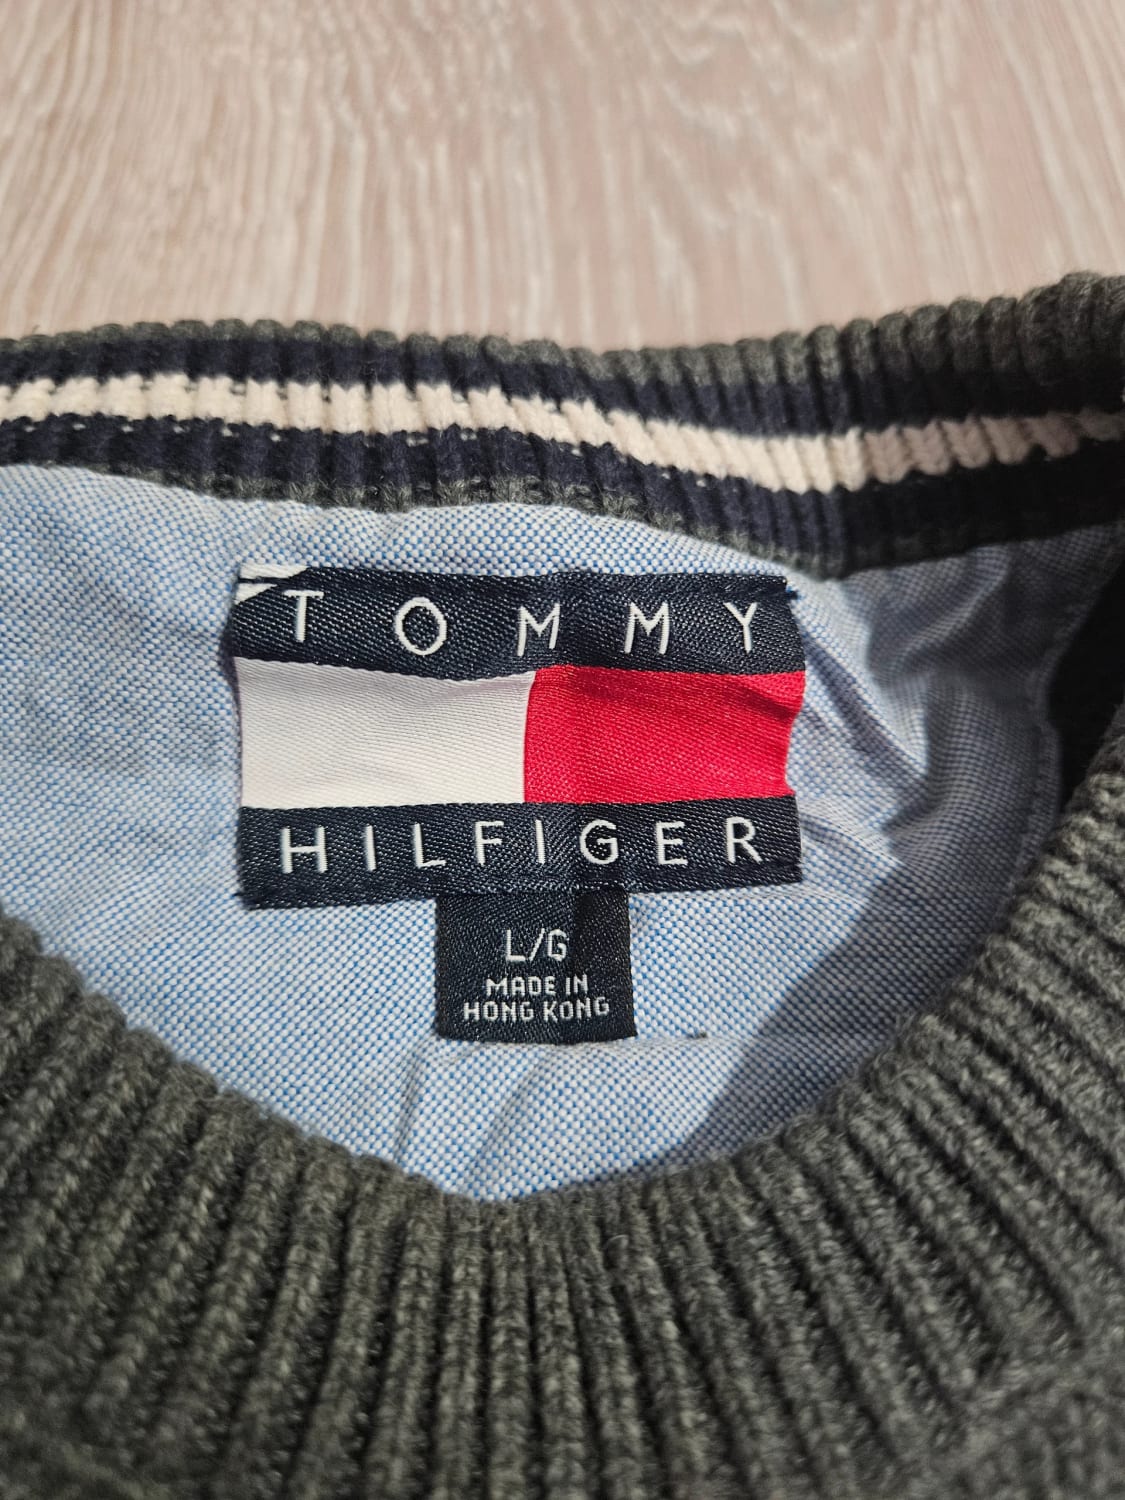 TOMMY
HILFIGER
L/G
MADE IN
HONG KONG